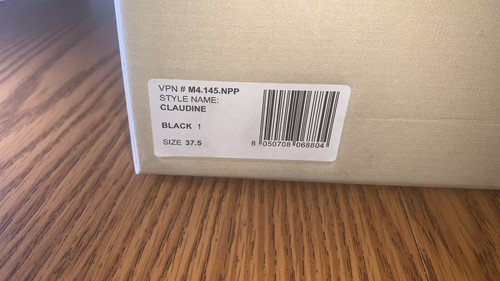 VPN # M4.145.NPP
STYLE NAME:
CLAUDINE
BLACK 1
SIZE 37.5
8 050708 068804